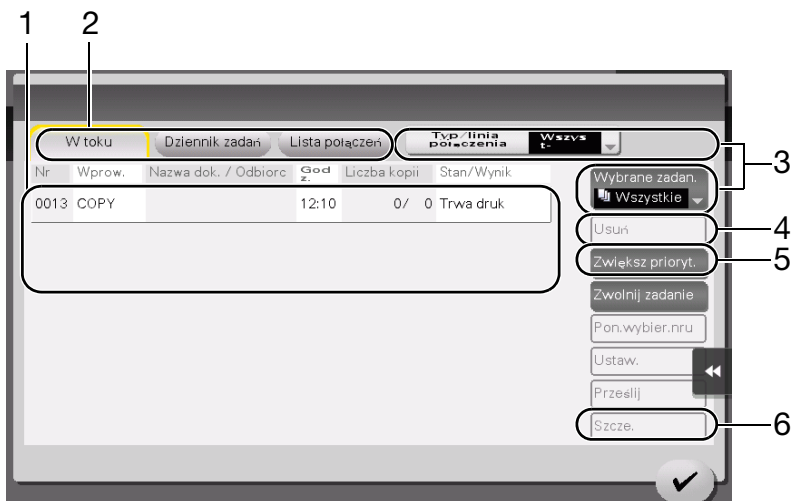 1 2
W toku Dziennik zadań Lista połączeń Typ/linia połączenia Wszys t-
3
Nr Wprow. Nazwa dok. / Odbiorc God z. Liczba kopii Stan/Wynik
Wybrane zadan.
Wszystkie
0013 COPY 12:10 0/ 0 Trwa druk
Usuń 4
Zwiększ prioryt. 5
Zwolnij zadanie
Pon.wybier.nru
Ustaw.
Prześlij
Szcze. 6